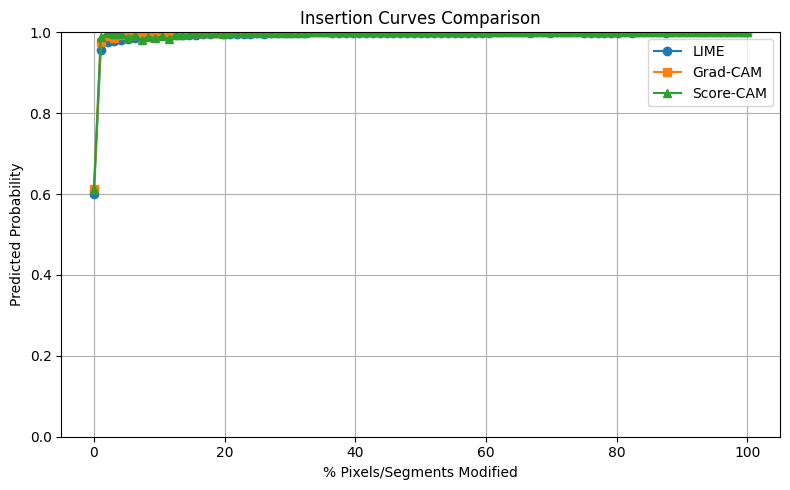 Insertion Curves Comparison
1.0
0.8
0.6
0.4
0.2
0.0
Predicted Probability
LIME
Grad-CAM
Score-CAM
0 20 40 60 80 100
% Pixels/Segments Modified